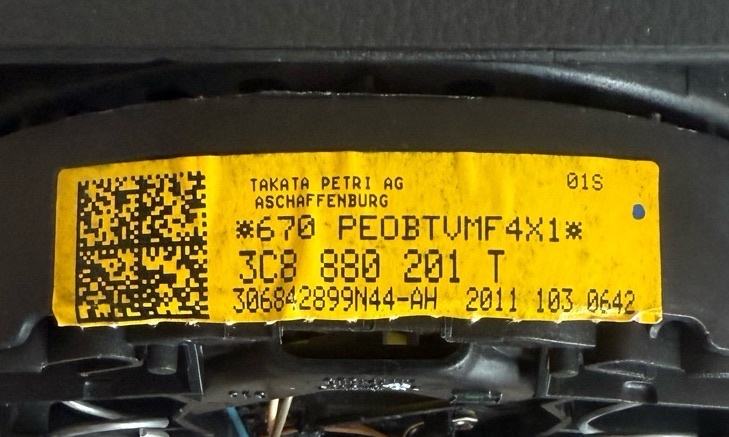 TAKATA PETRI AG 01S
ASCHAFFENBURG
*670 PEOBTVMF4X1*
3C8 880 201 T
306842899N44-AH 2011 103 0642